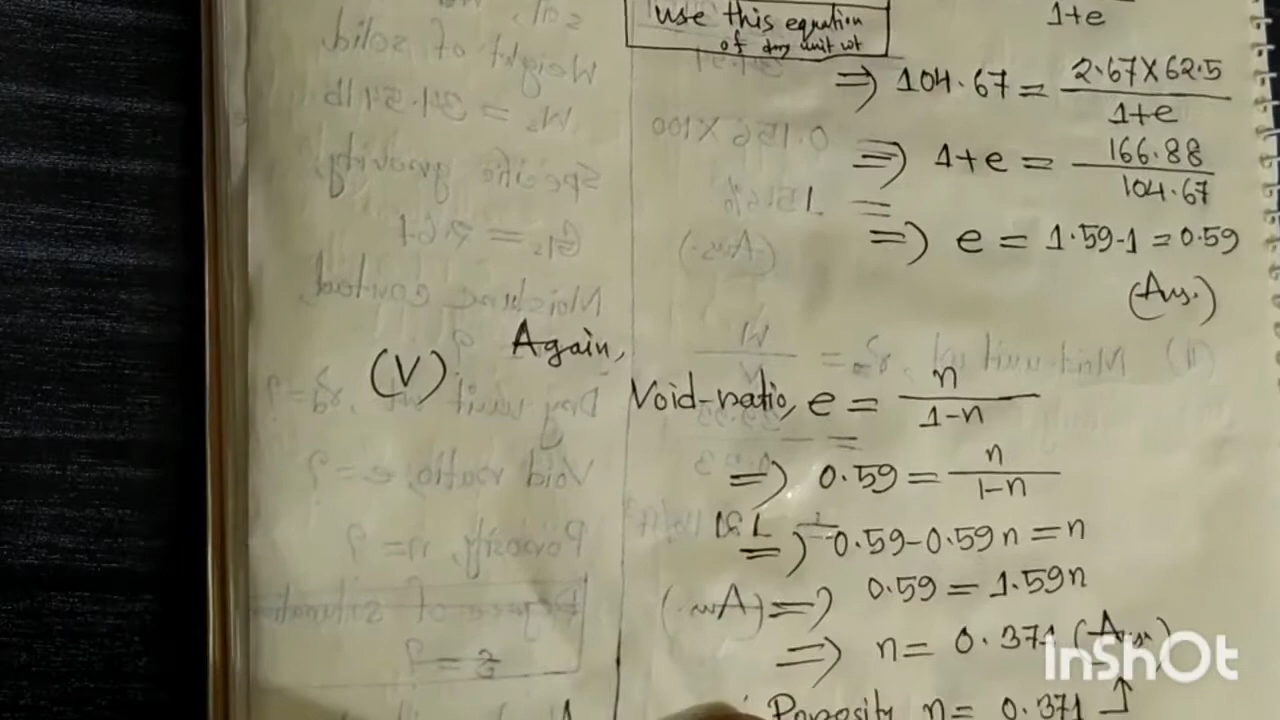 use this equation
of dry unit wt
1+e
=> 104.67 = 2.67×62.5 / 1+e
=> 1+e = 166.88 / 104.67
=> e = 1.59-1 = 0.59
(Ans.)
(V) Again,
Void-ratio, e = n / 1-n
=> 0.59 = n / 1-n
=> 0.59-0.59n = n
=> 0.59 = 1.59n
=> n = 0.371 (Ans)
Porosity n = 0.371
InShOt